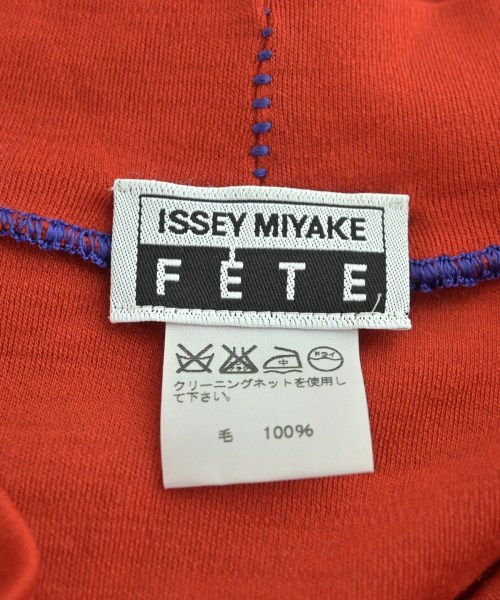 ISSEY MIYAKE
FÊTE
中 ドライ
クリーニングネットを使用し
て下さい。
毛 100%